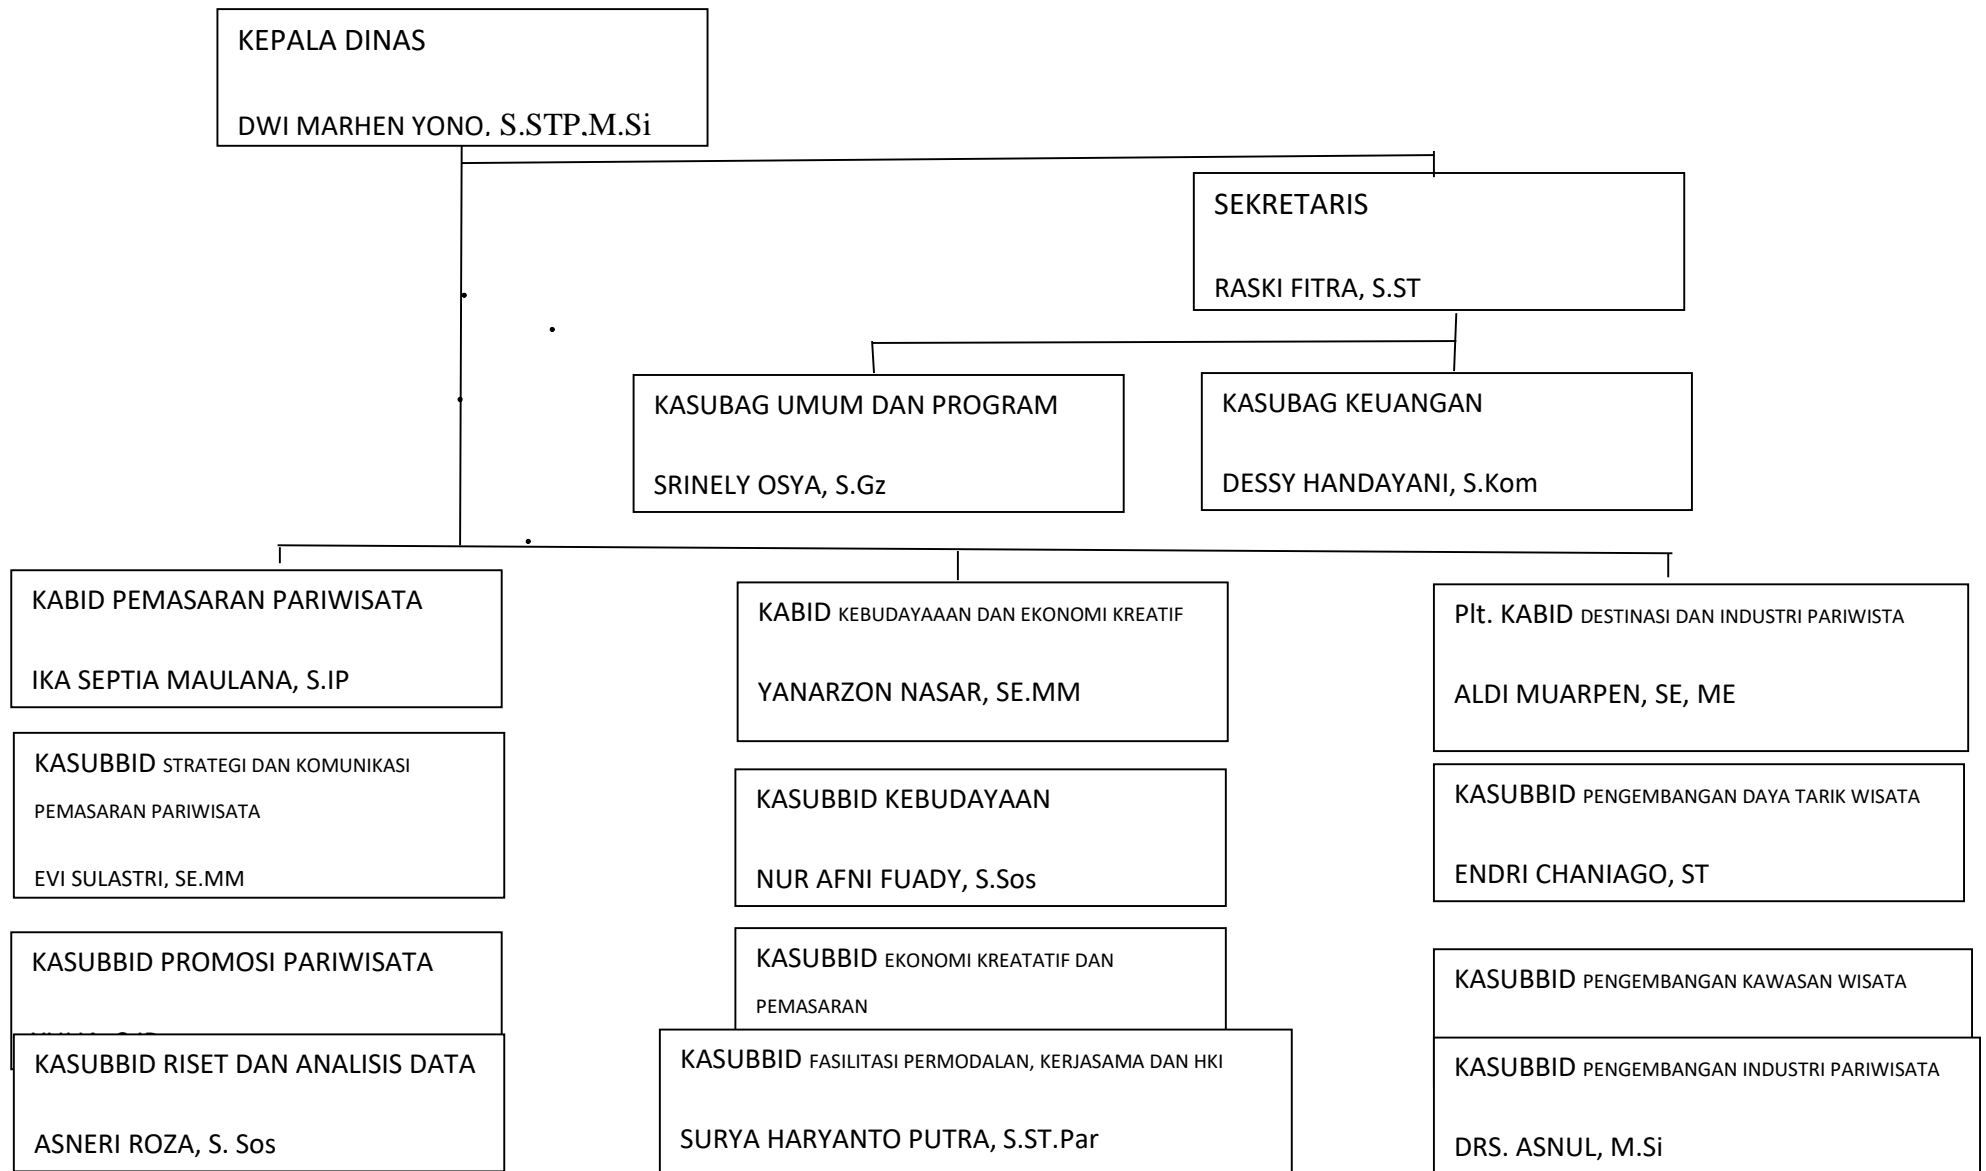 KEPALA DINAS
DWI MARHEN YONO, S.STP,M.Si
SEKRETARIS
RASKI FITRA, S.ST
KASUBAG UMUM DAN PROGRAM
SRINELY OSYA, S.Gz
KASUBAG KEUANGAN
DESSY HANDAYANI, S.Kom
KABID PEMASARAN PARIWISATA
IKA SEPTIA MAULANA, S.IP
KABID KEBUDAYAAAN DAN EKONOMI KREATIF
YANARZON NASAR, SE.MM
Plt. KABID DESTINASI DAN INDUSTRI PARIWISTA
ALDI MUARPEN, SE, ME
KASUBBID STRATEGI DAN KOMUNIKASI
PEMASARAN PARIWISATA
EVI SULASTRI, SE.MM
KASUBBID KEBUDAYAAN
NUR AFNI FUADY, S.Sos
KASUBBID PENGEMBANGAN DAYA TARIK WISATA
ENDRI CHANIAGO, ST
KASUBBID PROMOSI PARIWISATA
KASUBBID EKONOMI KREATATIF DAN
PEMASARAN
KASUBBID PENGEMBANGAN KAWASAN WISATA
KASUBBID RISET DAN ANALISIS DATA
ASNERI ROZA, S. Sos
KASUBBID FASILITASI PERMODALAN, KERJASAMA DAN HKI
SURYA HARYANTO PUTRA, S.ST.Par
KASUBBID PENGEMBANGAN INDUSTRI PARIWISATA
DRS. ASNUL, M.Si